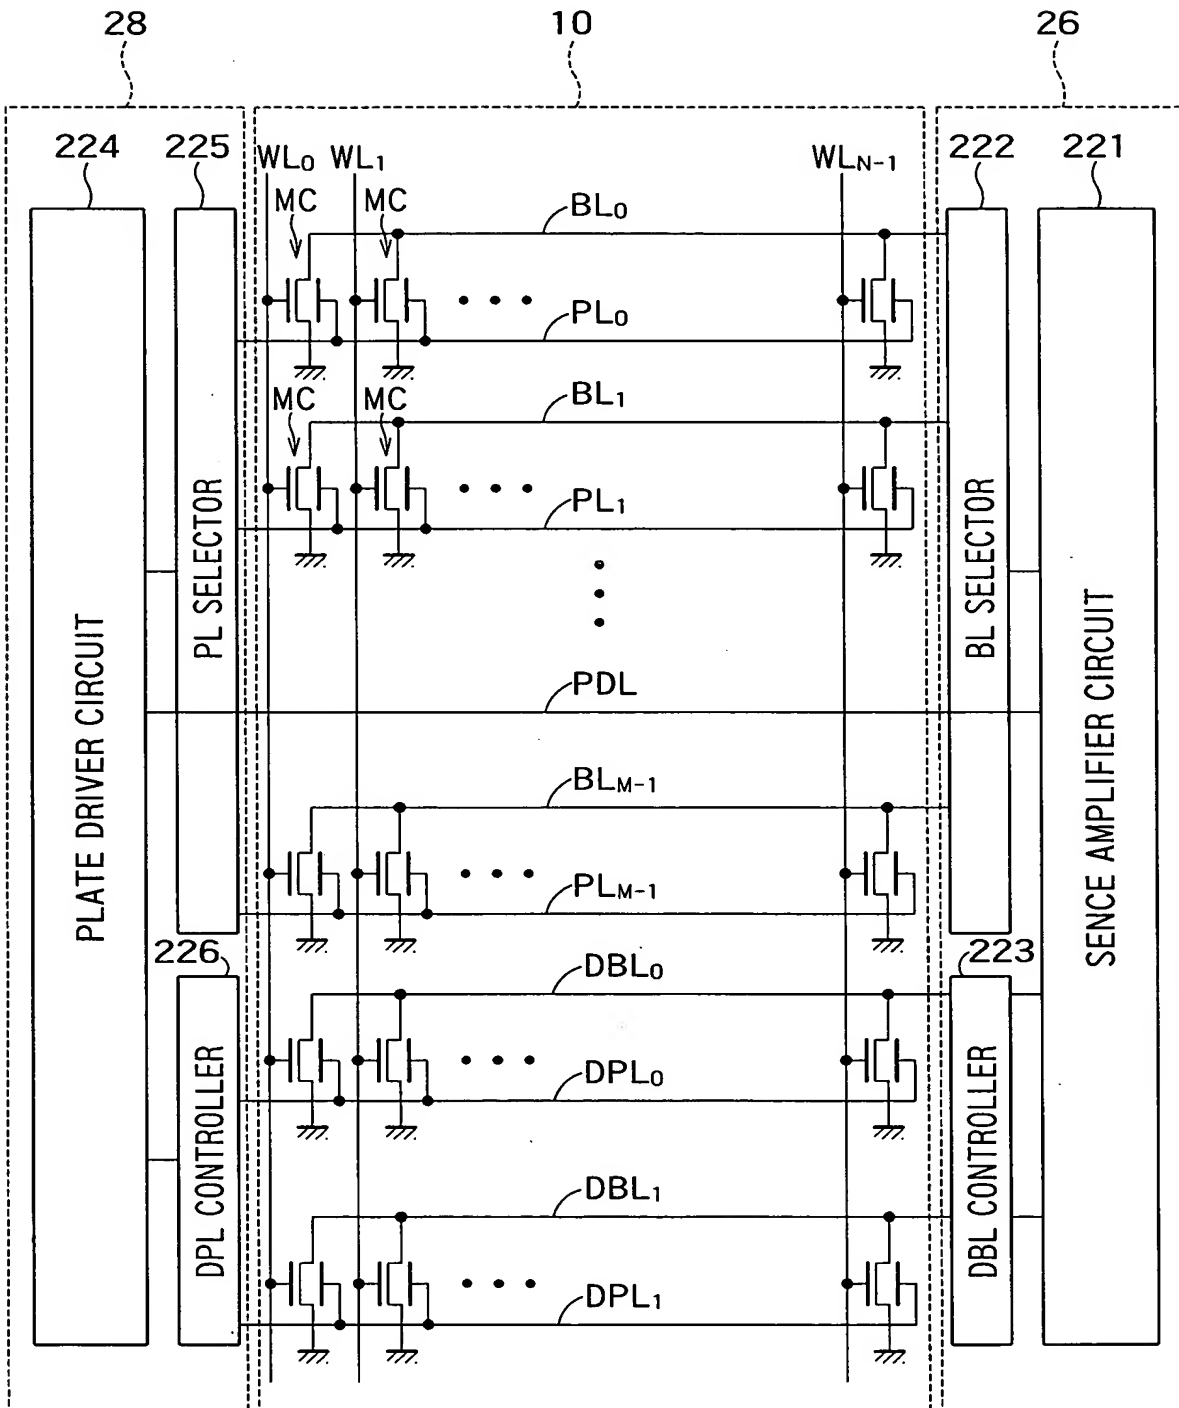 28
10
26
224
225
WL0
WL1
WLN-1
222
221
MC
MC
BL0
PL0
MC
MC
BL1
PL1
PL SELECTOR
BL SELECTOR
PLATE DRIVER CIRCUIT
SENCE AMPLIFIER CIRCUIT
PDL
BLM-1
PLM-1
226
223
DBL0
DPL0
DPL CONTROLLER
DBL CONTROLLER
DBL1
DPL1